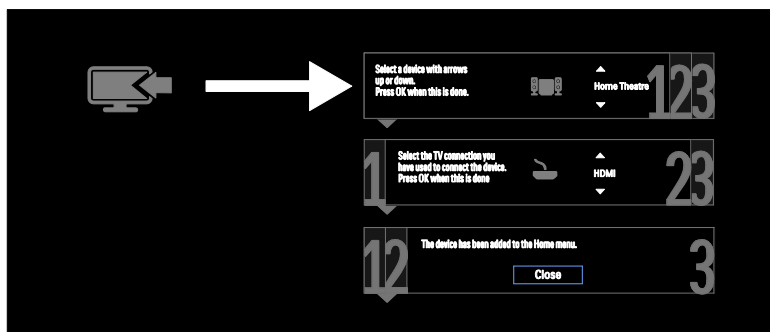 Select a device with arrows
up or down.
Press OK when this is done.
Home Theatre
123
1
Select the TV connection you
have used to connect the device.
Press OK when this is done
HDMI
23
12
The device has been added to the Home menu.
Close
3